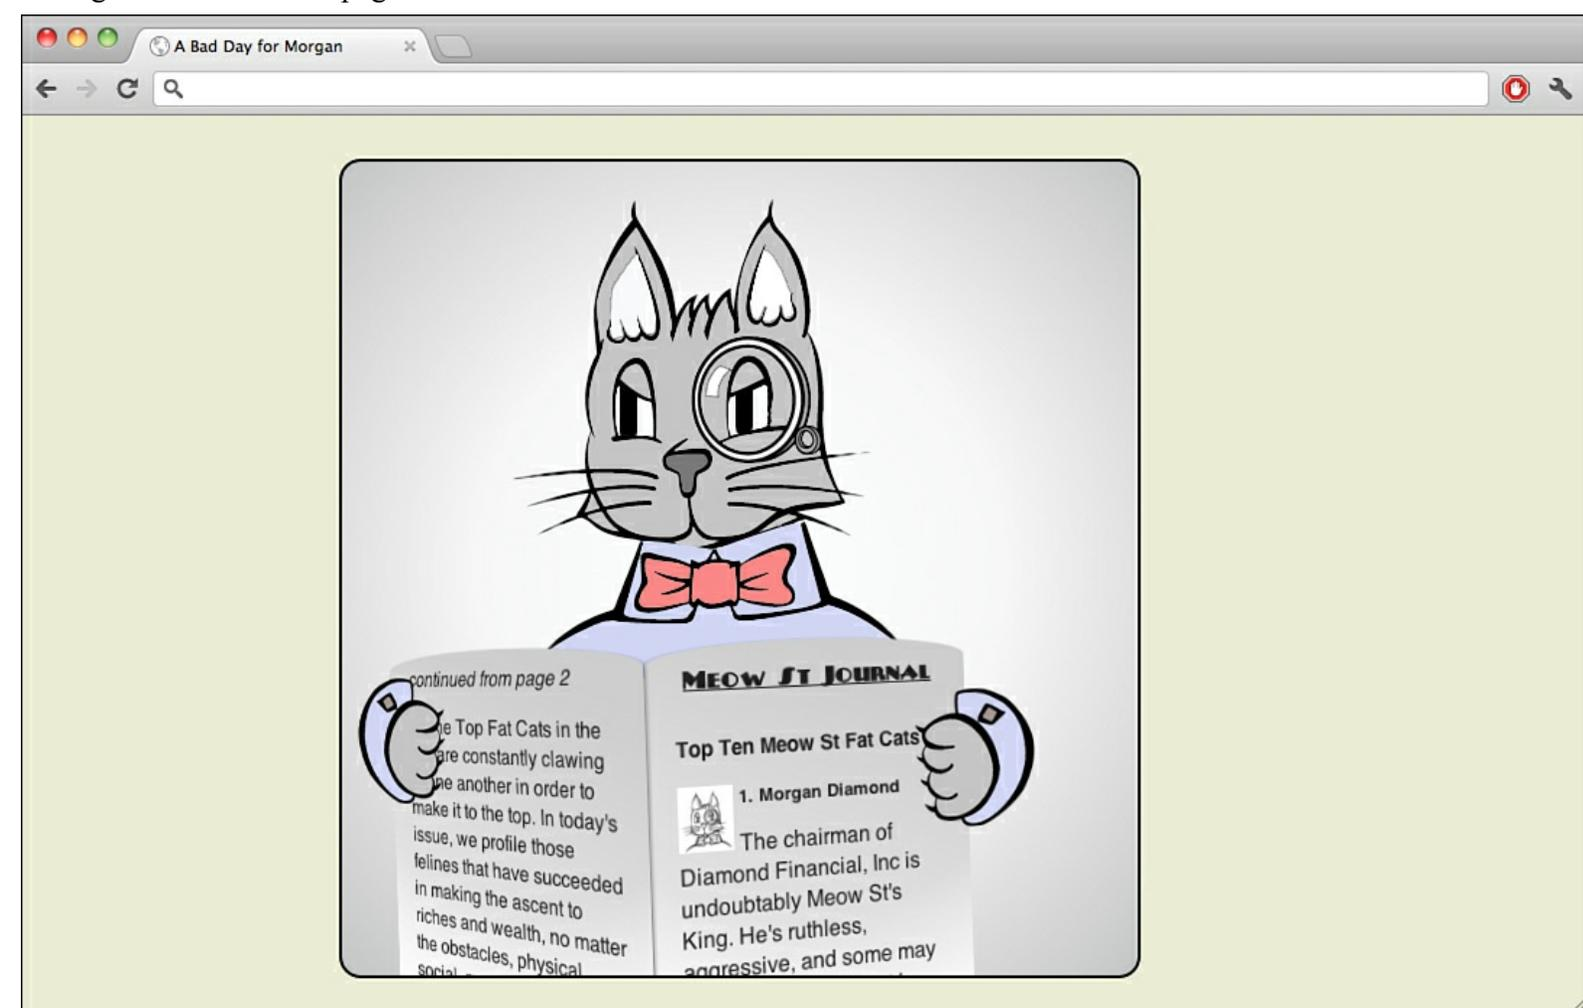 A Bad Day for Morgan
continued from page 2
Top Fat Cats in the
are constantly clawing
another in order to
make it to the top. In today's
issue, we profile those
felines that have succeeded
in making the ascent to
riches and wealth, no matter
the obstacles, physical
MEOW ST JOURNAL
Top Ten Meow St Fat Cats
1. Morgan Diamond
The chairman of
Diamond Financial, Inc is
undoubtably Meow St's
King. He's ruthless,
aggressive, and some may